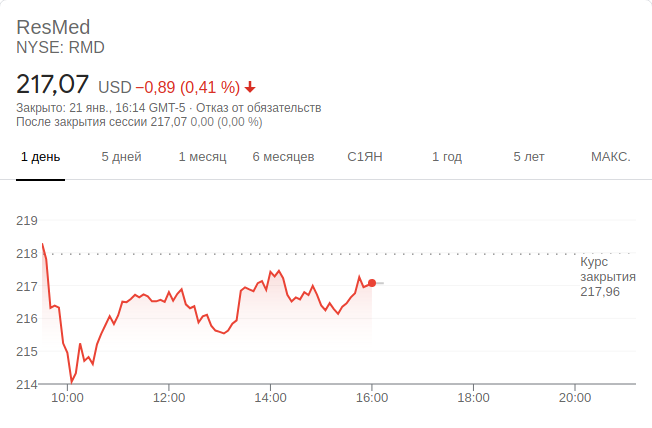 ResMed
NYSE: RMD
217,07 USD −0,89 (0,41 %)
Закрыто: 21 янв., 16:14 GMT-5 · Отказ от обязательств
После закрытия сессии 217,07 0,00 (0,00 %)
1 день 5 дней 1 месяц 6 месяцев С1ЯН 1 год 5 лет МАКС.
219
218
Курс
закрытия
217,96
217
216
215
214
10:00 12:00 14:00 16:00 18:00 20:00